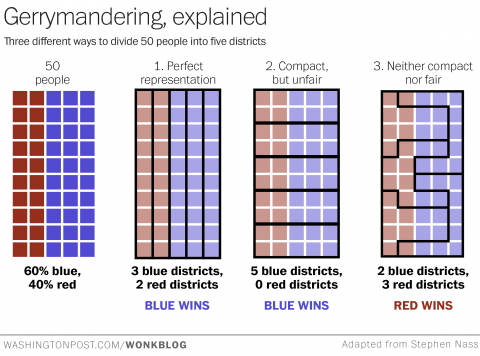 Gerrymandering, explained
Three different ways to divide 50 people into five districts
50
people
60% blue,
40% red
1. Perfect
representation
3 blue districts,
2 red districts
BLUE WINS
2. Compact,
but unfair
5 blue districts,
0 red districts
BLUE WINS
3. Neither compact
nor fair
2 blue districts,
3 red districts
RED WINS
WASHINGTONPOST.COM/WONKBLOG
Adapted from Stephen Nass